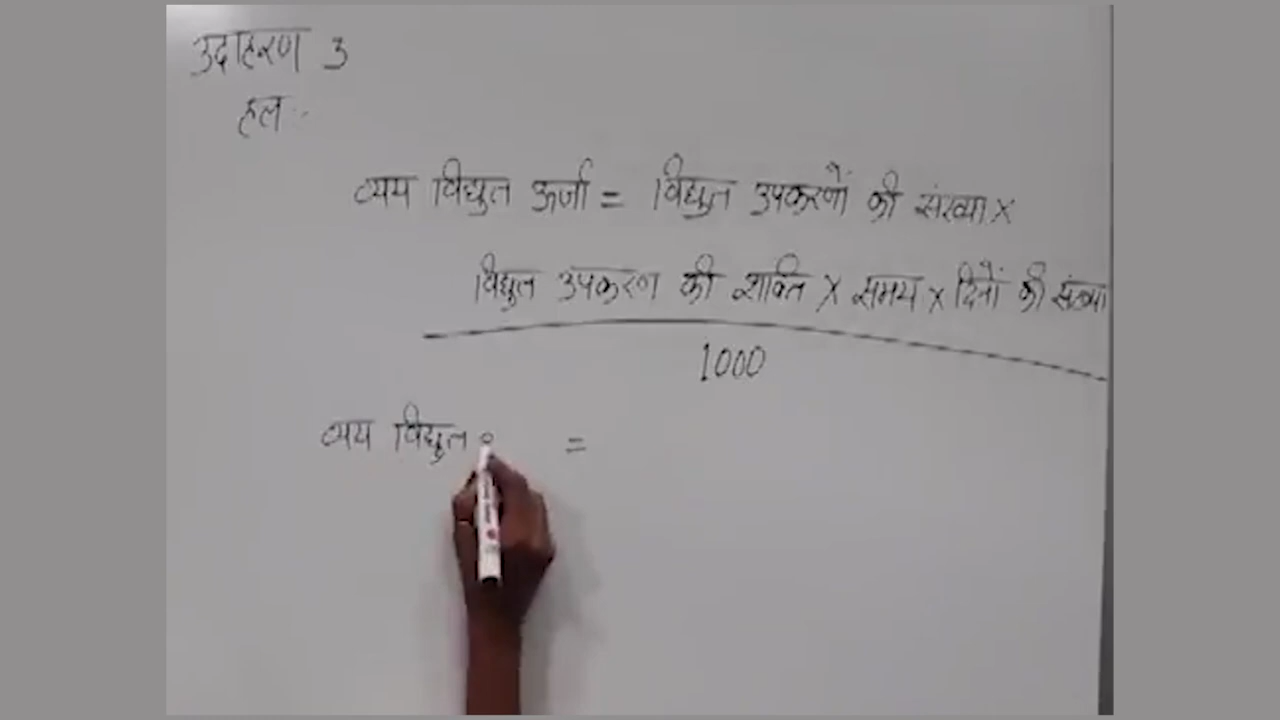 उदाहरण 3
हल :-
व्यय विद्युत ऊर्जा = विद्युत उपकरणों की संख्या ×
विद्युत उपकरण की शक्ति × समय × दिनों की संख्या
1000
व्यय विद्युत =